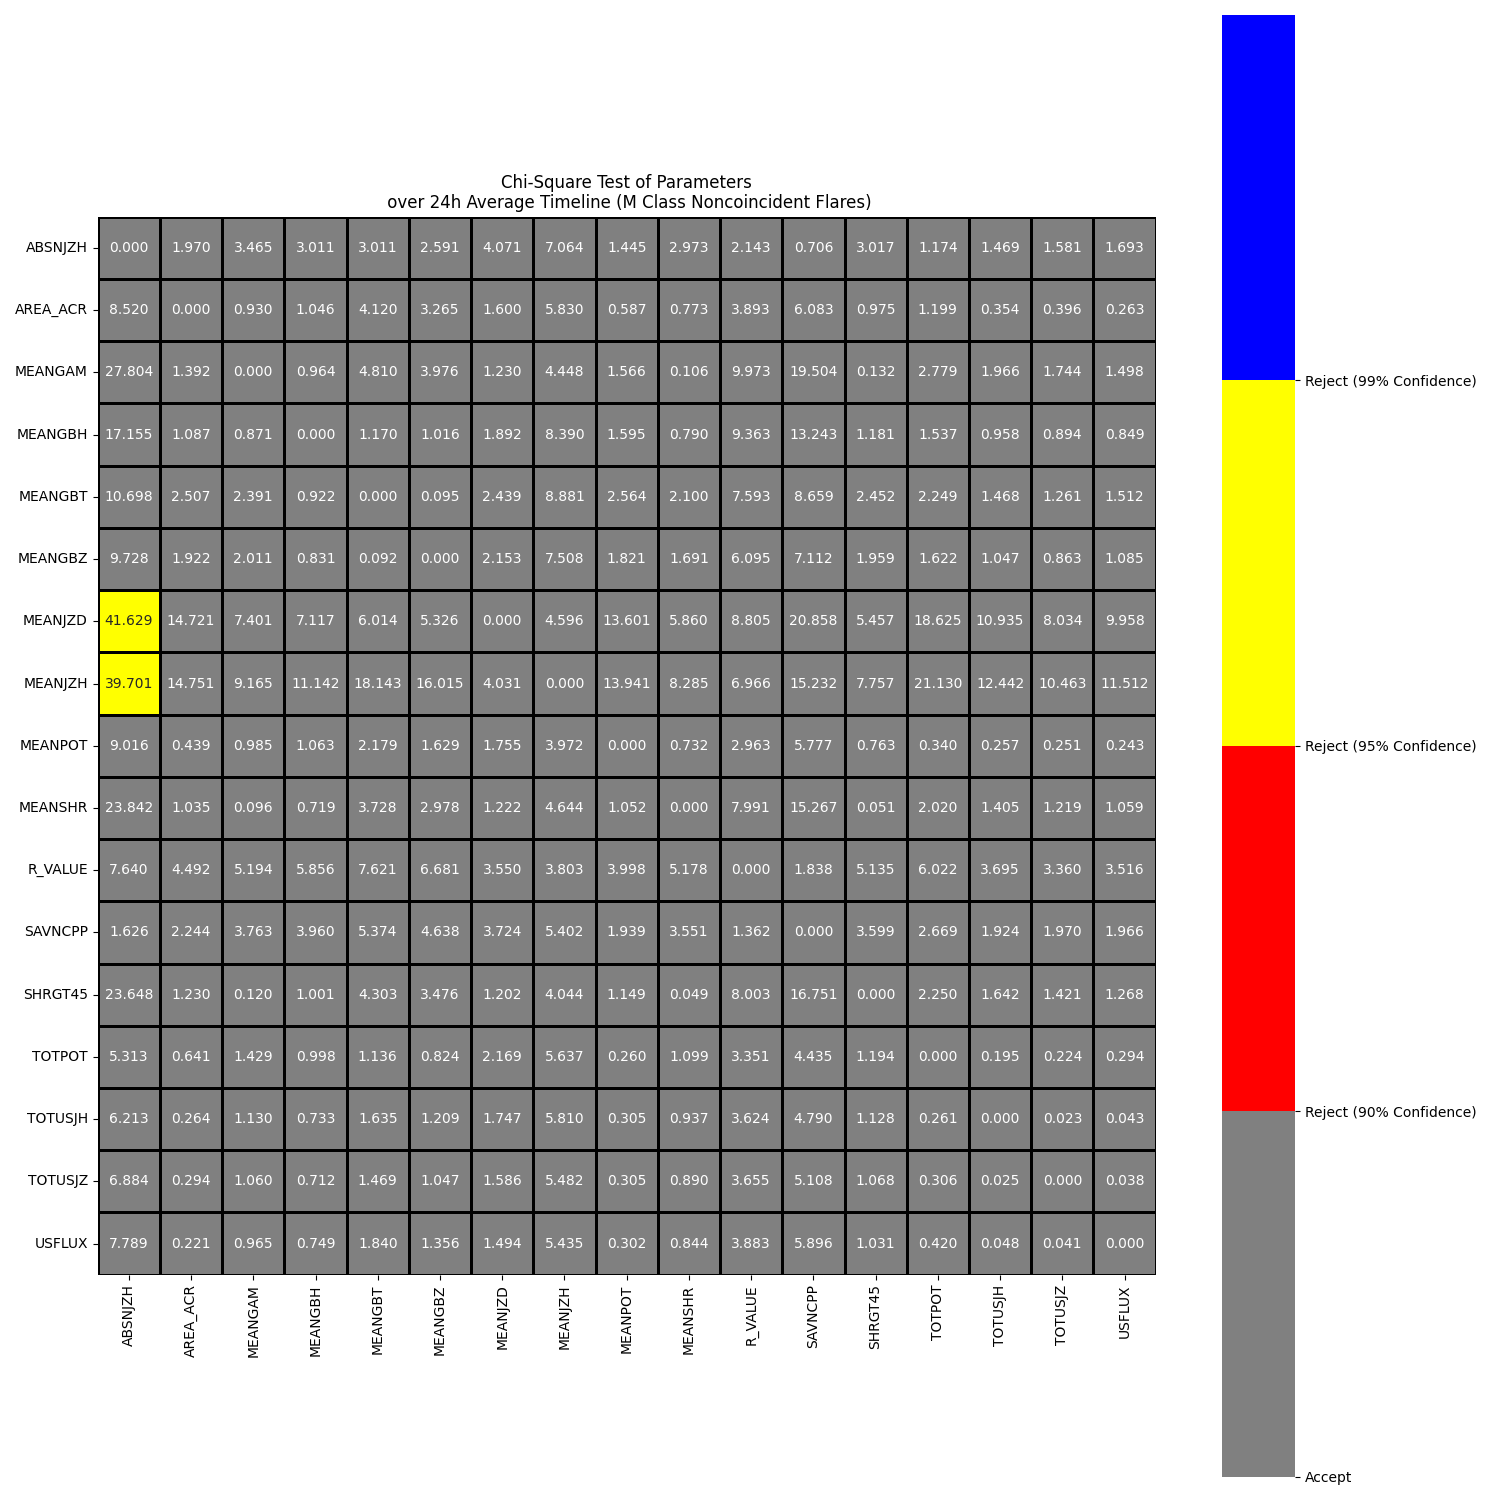 Chi-Square Test of Parameters
over 24h Average Timeline (M Class Noncoincident Flares)
ABSNJZH 0.000 1.970 3.465 3.011 3.011 2.591 4.071 7.064 1.445 2.973 2.143 0.706 3.017 1.174 1.469 1.581 1.693
AREA_ACR 8.520 0.000 0.930 1.046 4.120 3.265 1.600 5.830 0.587 0.773 3.893 6.083 0.975 1.199 0.354 0.396 0.263
MEANGAM 27.804 1.392 0.000 0.964 4.810 3.976 1.230 4.448 1.566 0.106 9.973 19.504 0.132 2.779 1.966 1.744 1.498
MEANGBH 17.155 1.087 0.871 0.000 1.170 1.016 1.892 8.390 1.595 0.790 9.363 13.243 1.181 1.537 0.958 0.894 0.849
MEANGBT 10.698 2.507 2.391 0.922 0.000 0.095 2.439 8.881 2.564 2.100 7.593 8.659 2.452 2.249 1.468 1.261 1.512
MEANGBZ 9.728 1.922 2.011 0.831 0.092 0.000 2.153 7.508 1.821 1.691 6.095 7.112 1.959 1.622 1.047 0.863 1.085
MEANJZD 41.629 14.721 7.401 7.117 6.014 5.326 0.000 4.596 13.601 5.860 8.805 20.858 5.457 18.625 10.935 8.034 9.958
MEANJZH 39.701 14.751 9.165 11.142 18.143 16.015 4.031 0.000 13.941 8.285 6.966 15.232 7.757 21.130 12.442 10.463 11.512
MEANPOT 9.016 0.439 0.985 1.063 2.179 1.629 1.755 3.972 0.000 0.732 2.963 5.777 0.763 0.340 0.257 0.251 0.243
MEANSHR 23.842 1.035 0.096 0.719 3.728 2.978 1.222 4.644 1.052 0.000 7.991 15.267 0.051 2.020 1.405 1.219 1.059
R_VALUE 7.640 4.492 5.194 5.856 7.621 6.681 3.550 3.803 3.998 5.178 0.000 1.838 5.135 6.022 3.695 3.360 3.516
SAVNCPP 1.626 2.244 3.763 3.960 5.374 4.638 3.724 5.402 1.939 3.551 1.362 0.000 3.599 2.669 1.924 1.970 1.966
SHRGT45 23.648 1.230 0.120 1.001 4.303 3.476 1.202 4.044 1.149 0.049 8.003 16.751 0.000 2.250 1.642 1.421 1.268
TOTPOT 5.313 0.641 1.429 0.998 1.136 0.824 2.169 5.637 0.260 1.099 3.351 4.435 1.194 0.000 0.195 0.224 0.294
TOTUSJH 6.213 0.264 1.130 0.733 1.635 1.209 1.747 5.810 0.305 0.937 3.624 4.790 1.128 0.261 0.000 0.023 0.043
TOTUSJZ 6.884 0.294 1.060 0.712 1.469 1.047 1.586 5.482 0.305 0.890 3.655 5.108 1.068 0.306 0.025 0.000 0.038
USFLUX 7.789 0.221 0.965 0.749 1.840 1.356 1.494 5.435 0.302 0.844 3.883 5.896 1.031 0.420 0.048 0.041 0.000
ABSNJZH AREA_ACR MEANGAM MEANGBH MEANGBT MEANGBZ MEANJZD MEANJZH MEANPOT MEANSHR R_VALUE SAVNCPP SHRGT45 TOTPOT TOTUSJH TOTUSJZ USFLUX
Reject (99% Confidence)
Reject (95% Confidence)
Reject (90% Confidence)
Accept